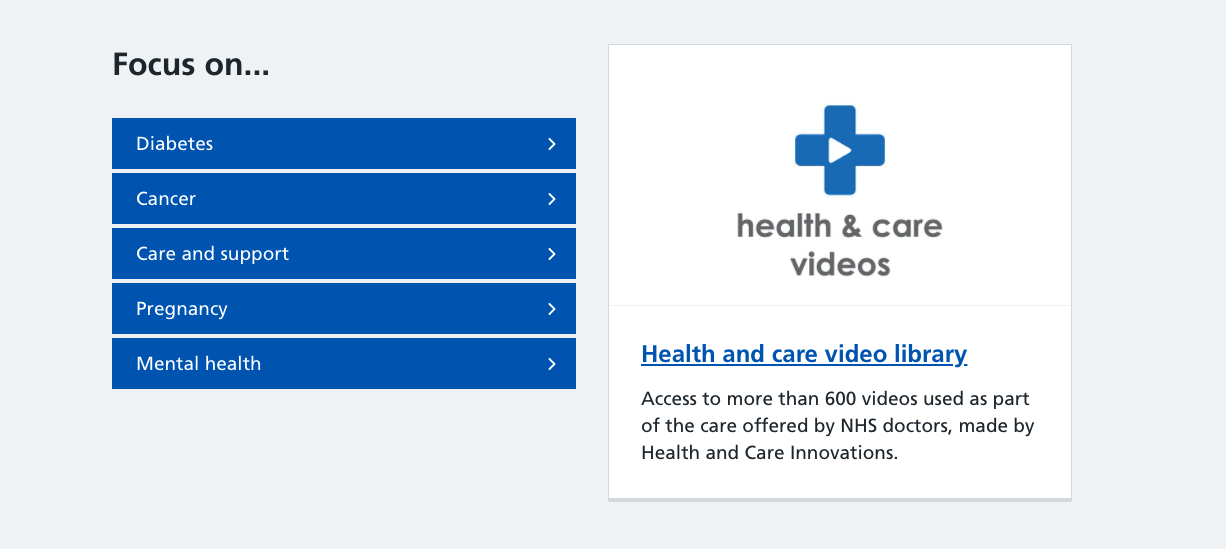 Focus on...
Diabetes
Cancer
Care and support
Pregnancy
Mental health
health & care
videos
Health and care video library
Access to more than 600 videos used as part
of the care offered by NHS doctors, made by
Health and Care Innovations.